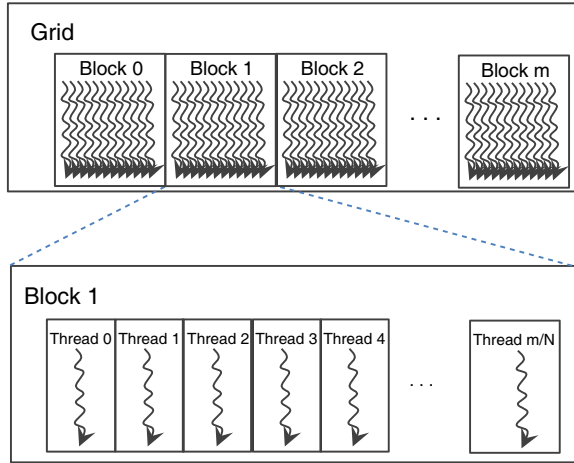 Grid
Block 0 Block 1 Block 2 . . . Block m
Block 1
Thread 0 Thread 1 Thread 2 Thread 3 Thread 4 . . . Thread m/N